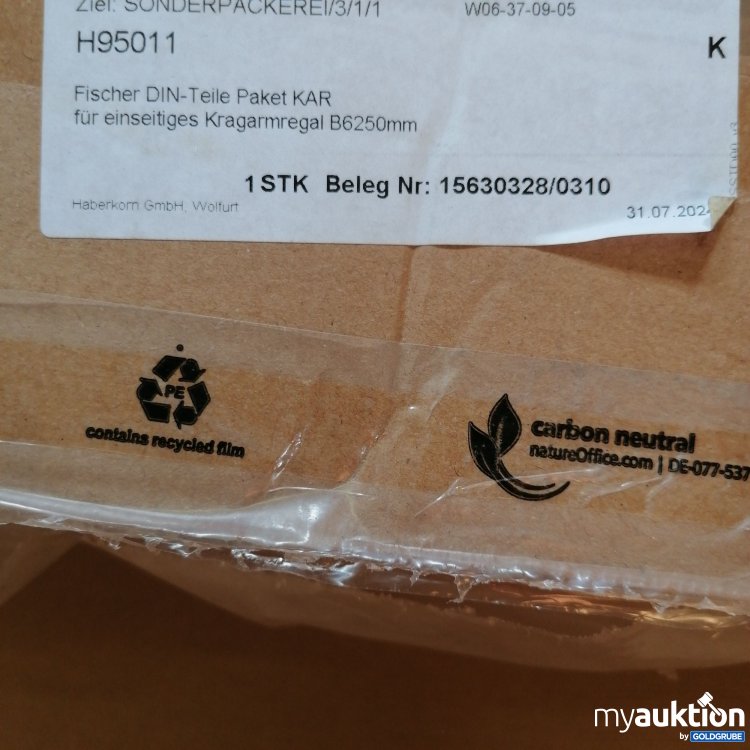 Ziel: SONDERPACKEREI/3/1/1
W06-37-09-05
H95011
K
Fischer DIN-Teile Paket KAR
für einseitiges Kragarmregal B6250mm
1 STK Beleg Nr: 15630328/0310
Haberkorn GmbH, Wolfurt
31.07.2024
PE
contains recycled film
carbon neutral
natureOffice.com | DE-077-537
myauktion
by GOLDGRUBE